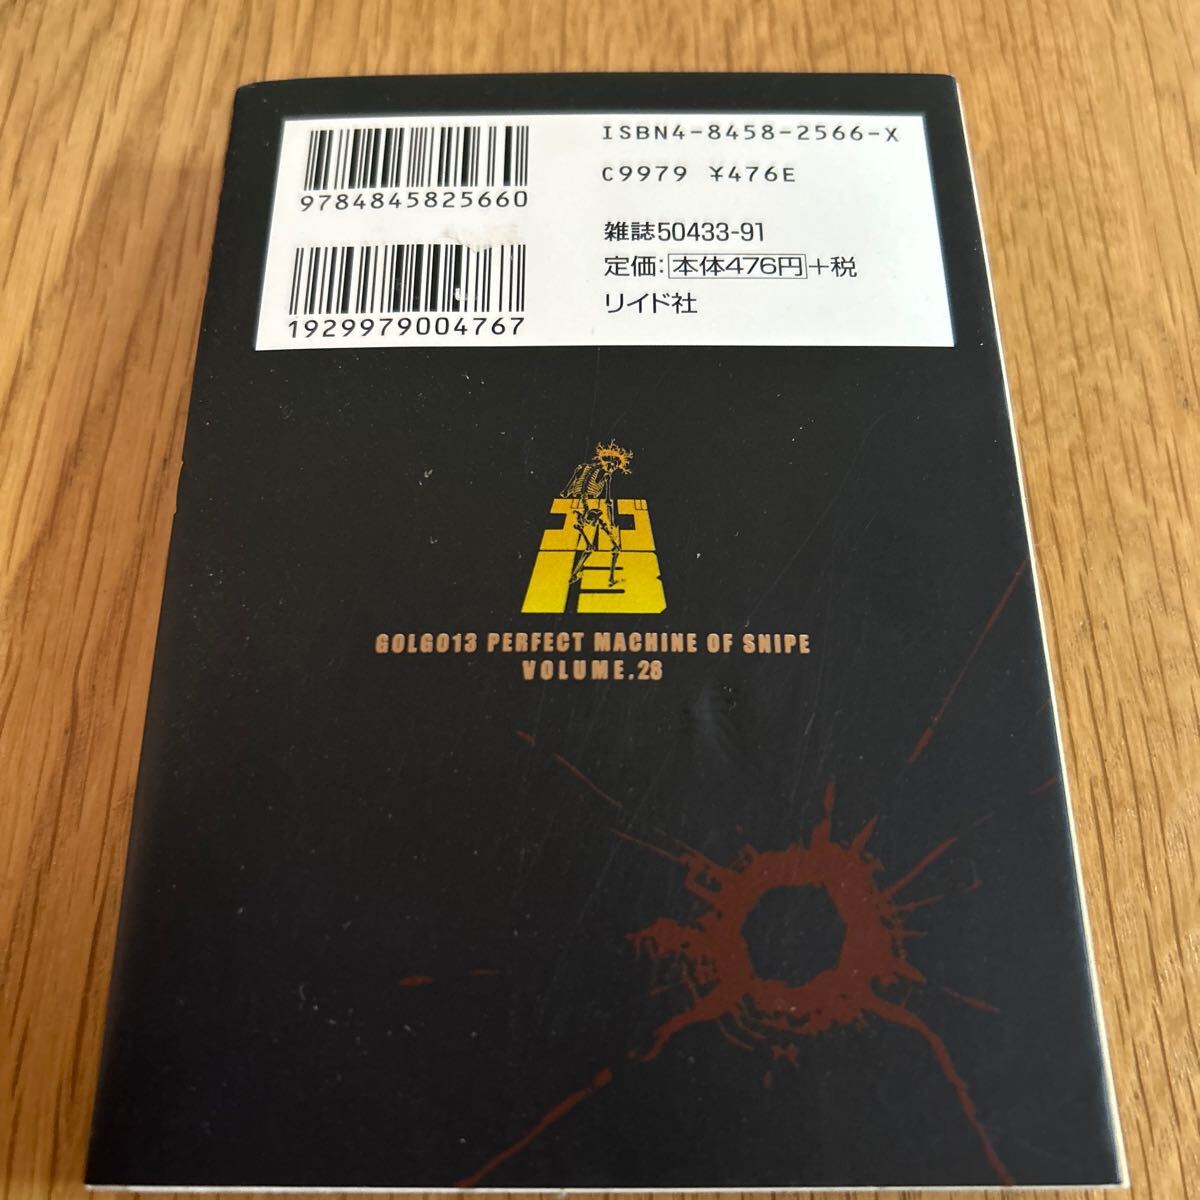 9784845825660
1929979004767
ISBN4-8458-2566-X
C9979 ¥476E
雑誌50433-91
定価:本体476円+税
リイド社
ゴルゴ
13
GOLGO13 PERFECT MACHINE OF SNIPE
VOLUME.28